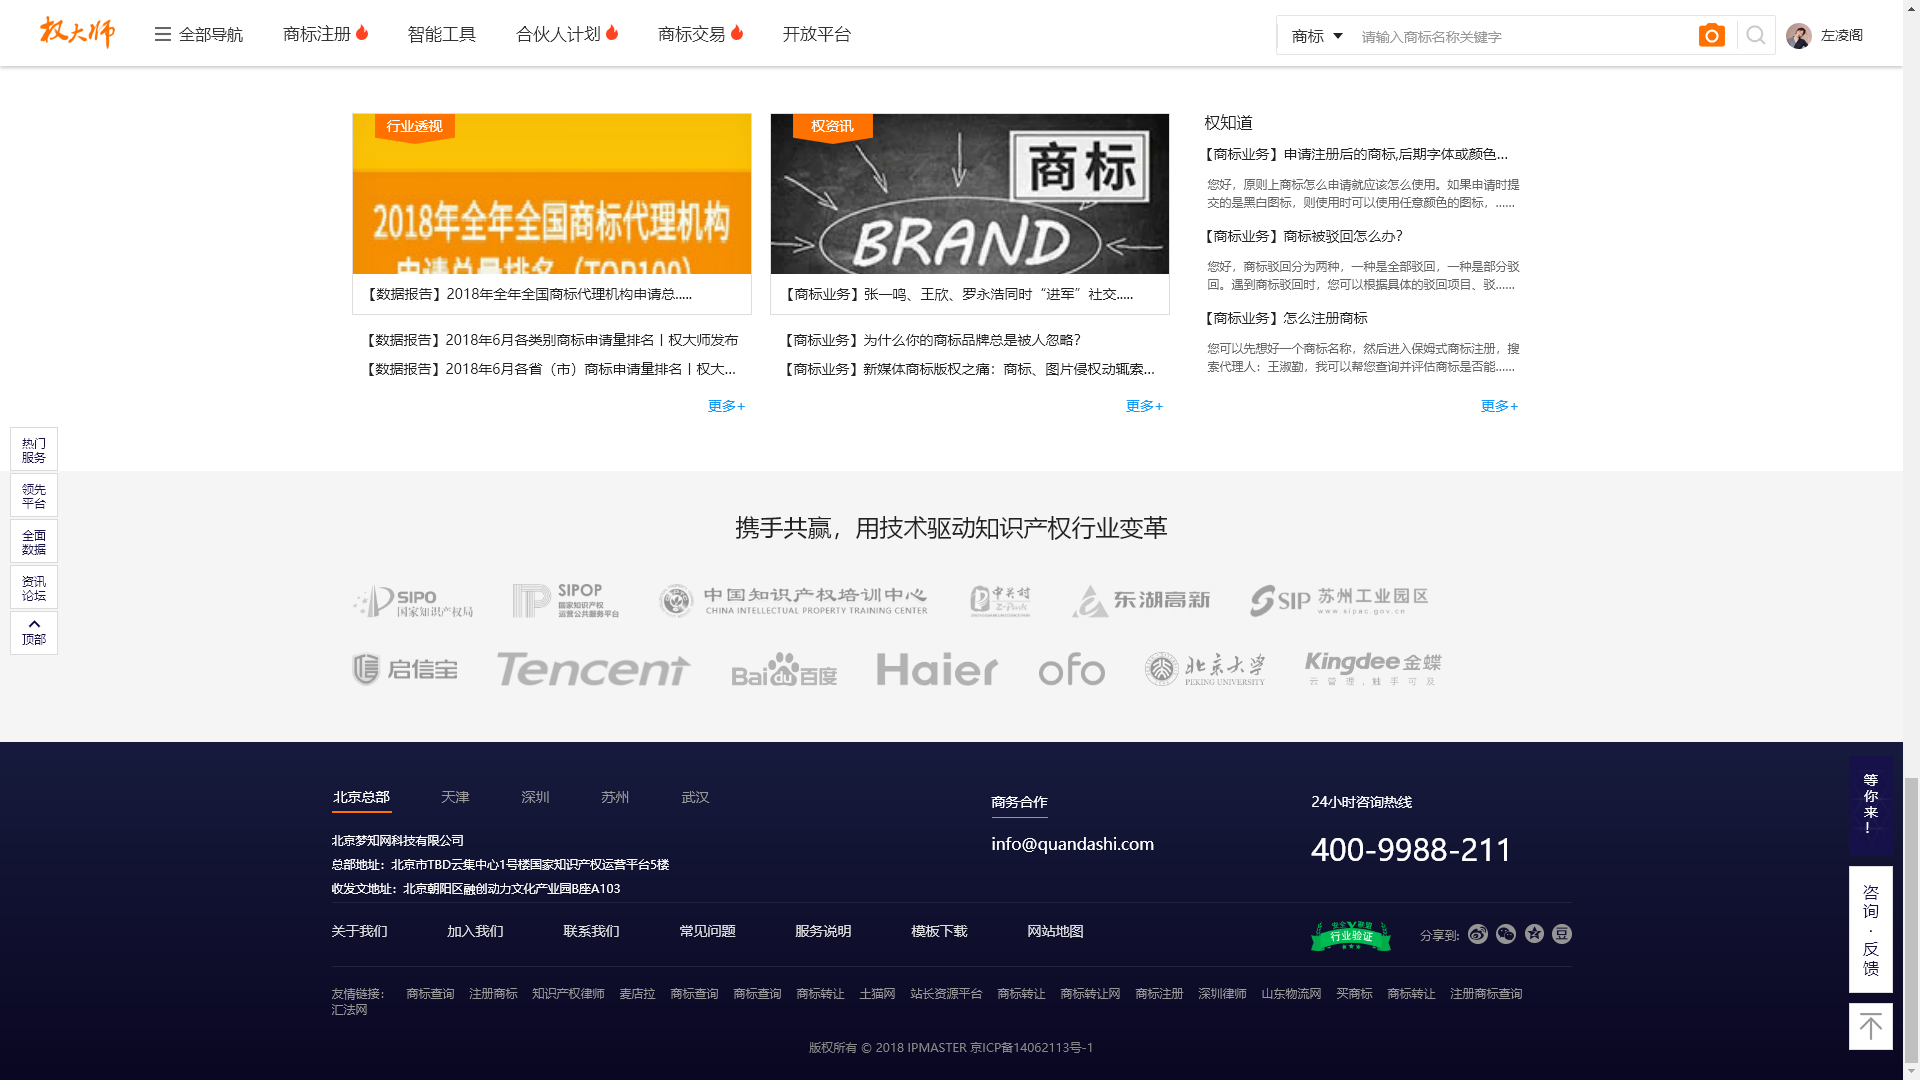 权大师
全部导航
商标注册
智能工具
合伙人计划
商标交易
开放平台
商标
请输入商标名称关键字
左凌阁
行业透视
2018年全年全国商标代理机构
申请总量排名（TOP100）
【数据报告】2018年全年全国商标代理机构申请总.....
【数据报告】2018年6月各类别商标申请量排名丨权大师发布
【数据报告】2018年6月各省（市）商标申请量排名丨权大...
更多+
权资讯
商标
BRAND
【商标业务】张一鸣、王欣、罗永浩同时“进军”社交.....
【商标业务】为什么你的商标品牌总是被人忽略？
【商标业务】新媒体商标版权之痛：商标、图片侵权动辄索...
更多+
权知道
【商标业务】申请注册后的商标,后期字体或颜色...
您好，原则上商标怎么申请就应该怎么使用。如果申请时提
交的是黑白图标，则使用时可以使用任意颜色的图标，......
【商标业务】商标被驳回怎么办？
您好，商标驳回分为两种，一种是全部驳回，一种是部分驳
回。遇到商标驳回时，您可以根据具体的驳回项目、驳......
【商标业务】怎么注册商标
您可以先想好一个商标名称，然后进入保姆式商标注册，搜
索代理人：王淑勤，我可以帮您查询并评估商标是否能......
更多+
热门
服务
领先
平台
全面
数据
资讯
论坛
顶部
携手共赢，用技术驱动知识产权行业变革
SIPO
国家知识产权局
SIPOP
国家知识产权
运营公共服务平台
中国知识产权培训中心
CHINA INTELLECTUAL PROPERTY TRAINING CENTER
中关村
Z-Park
东湖高新
SIP 苏州工业园区
www.sipac.gov.cn
启信宝
Tencent
Bai du 百度
Haier
ofo
北京大学
PEKING UNIVERSITY
Kingdee 金蝶
云管理，触手可及
北京总部
天津
深圳
苏州
武汉
北京梦知网科技有限公司
总部地址：北京市TBD云集中心1号楼国家知识产权运营平台5楼
收发文地址：北京朝阳区融创动力文化产业园B座A103
商务合作
info@quandashi.com
24小时咨询热线
400-9988-211
关于我们
加入我们
联系我们
常见问题
服务说明
模板下载
网站地图
安全V联盟
行业验证
分享到:
友情链接：
商标查询 注册商标 知识产权律师 麦店拉 商标查询 商标查询 商标转让 土猫网 站长资源平台 商标转让 商标转让网 商标注册 深圳律师 山东物流网 买商标 商标转让 注册商标查询
汇法网
版权所有 © 2018 IPMASTER 京ICP备14062113号-1
等你来！
咨询·反馈